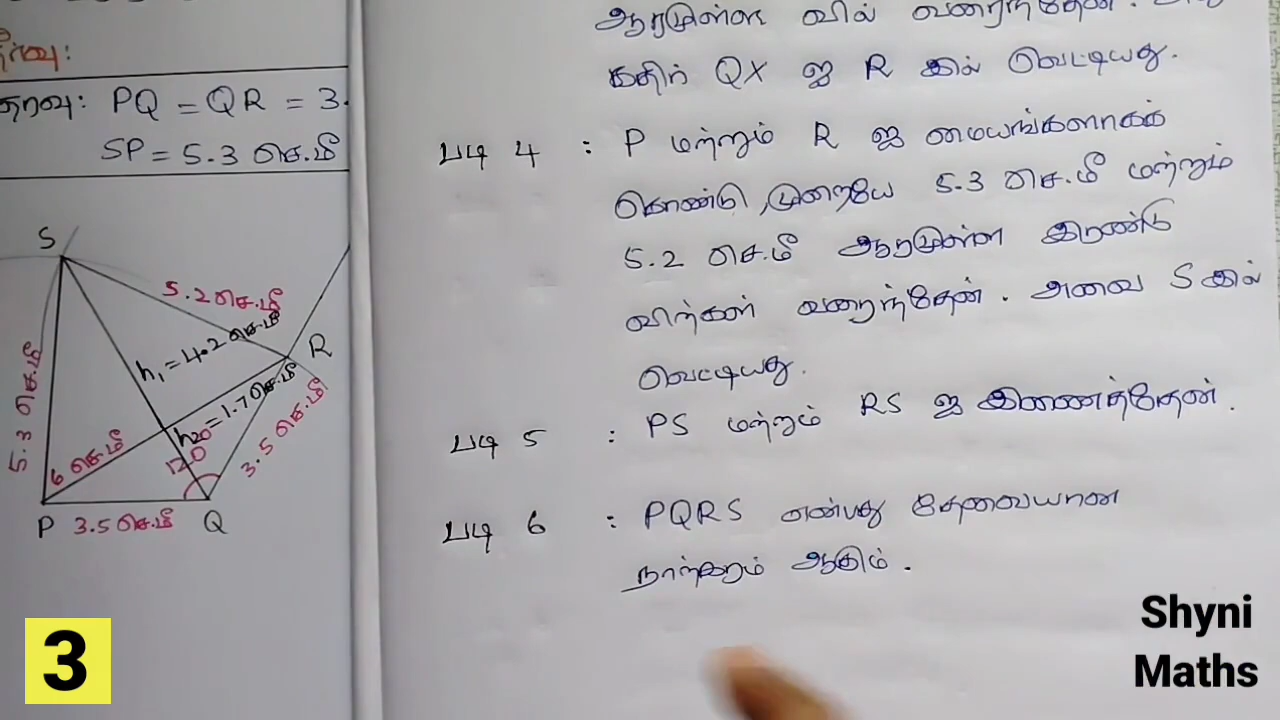 தீர்வு:
தரவு: PQ = QR = 3.
SP = 5.3 செ.மீ
S
5.2 செ.மீ
h₁ = 4.2 செ.மீ
R
5.3 செ.மீ
h₂ = 1.7 செ.மீ
6 செ.மீ
120
3.5 செ.மீ
P 3.5 செ.மீ Q
ஆரமுள்ள வில் வரைந்தேன்.
கதிர் QX ஐ R இல் வெட்டியது.
படி 4 : P மற்றும் R ஐ மையங்களாகக்
கொண்டு முறையே 5.3 செ.மீ மற்றும்
5.2 செ.மீ ஆரமுள்ள இரண்டு
விற்கள் வரைந்தேன். அவை S இல்
வெட்டியது.
படி 5 : PS மற்றும் RS ஐ இணைத்தேன்.
படி 6 : PQRS என்பது தேவையான
நாற்கரம் ஆகும்.
3
Shyni
Maths